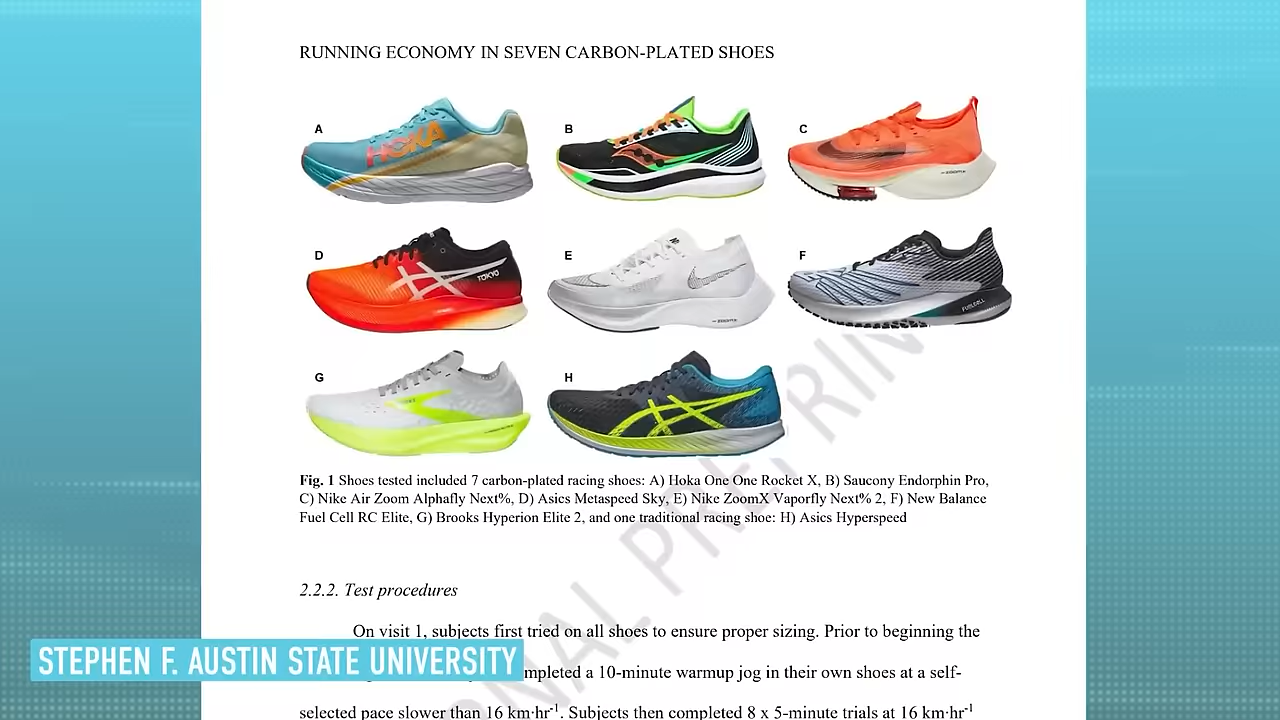 RUNNING ECONOMY IN SEVEN CARBON-PLATED SHOES
A
B
C
HOKA
D
E
F
TOKYO
FUELCELL
G
H
Fig. 1 Shoes tested included 7 carbon-plated racing shoes: A) Hoka One One Rocket X, B) Saucony Endorphin Pro,
C) Nike Air Zoom Alphafly Next%, D) Asics Metaspeed Sky, E) Nike ZoomX Vaporfly Next% 2, F) New Balance
Fuel Cell RC Elite, G) Brooks Hyperion Elite 2, and one traditional racing shoe: H) Asics Hyperspeed
2.2.2. Test procedures
On visit 1, subjects first tried on all shoes to ensure proper sizing. Prior to beginning the
mpleted a 10-minute warmup jog in their own shoes at a self-
selected pace slower than 16 km·hr-1. Subjects then completed 8 x 5-minute trials at 16 km·hr-1
RNAL PRE-PRIN
STEPHEN F. AUSTIN STATE UNIVERSITY